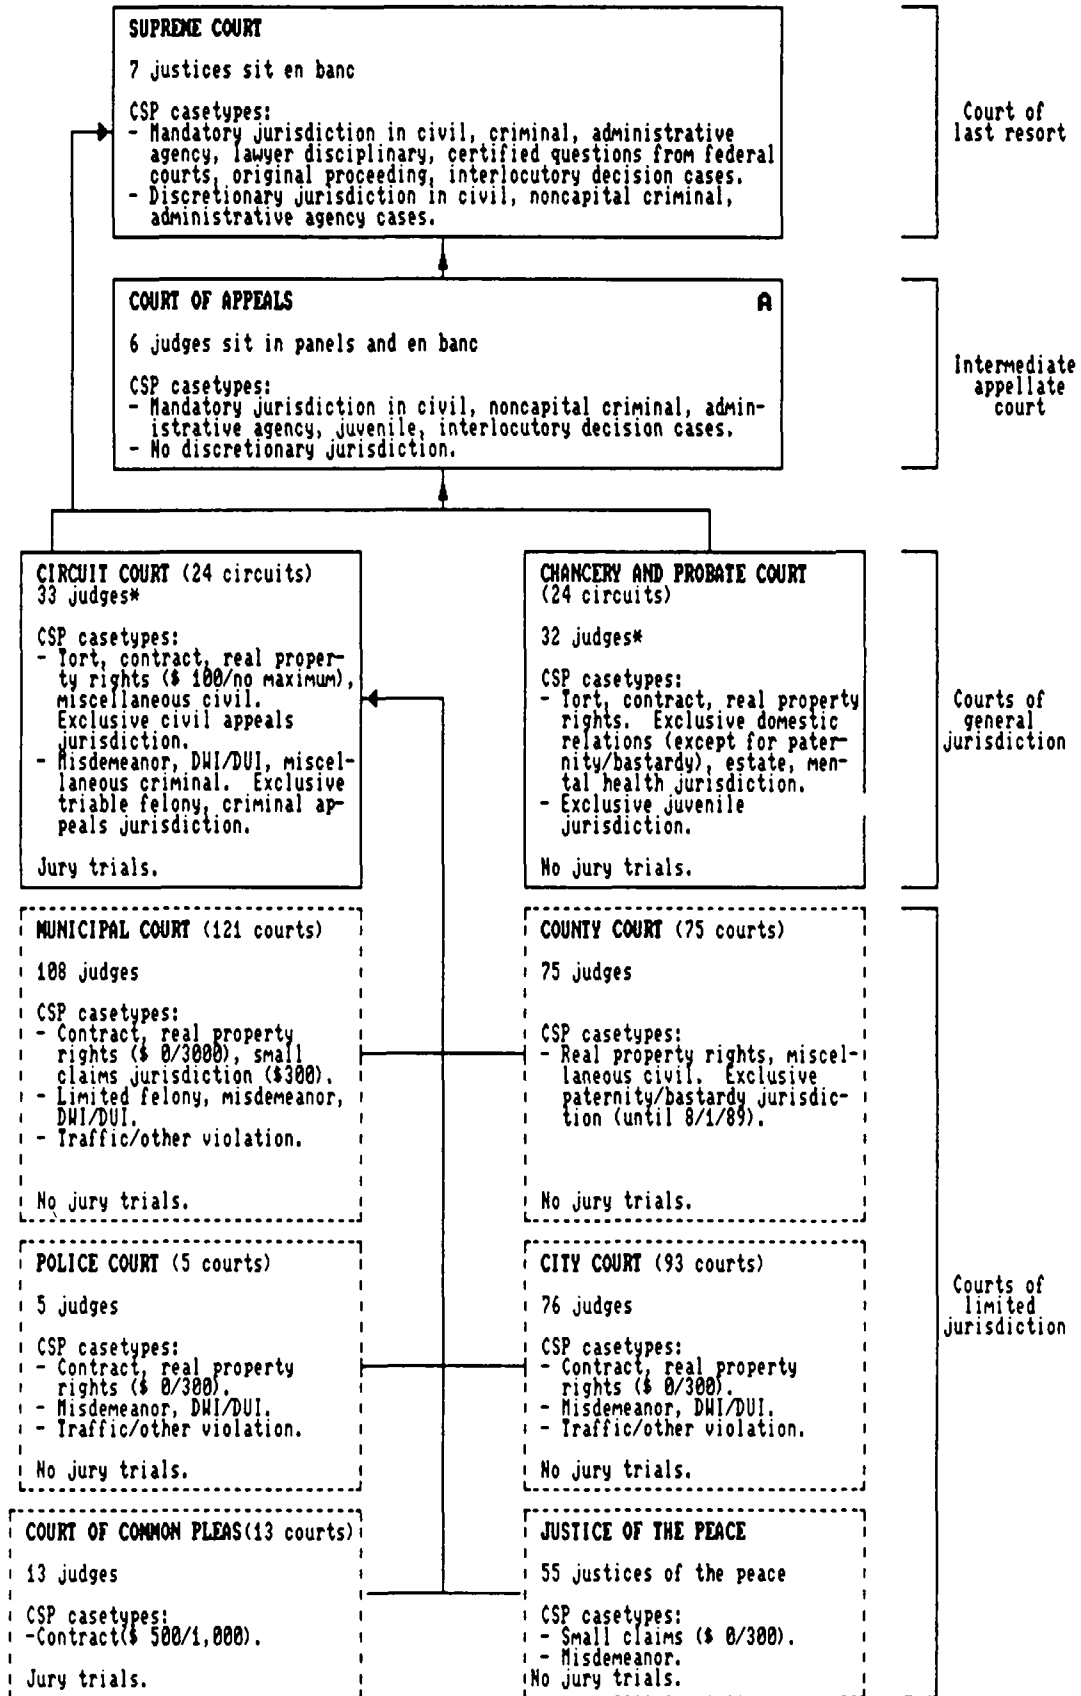 SUPREME COURT
7 justices sit en banc
CSP casetypes:
- Mandatory jurisdiction in civil, criminal, administrative
agency, lawyer disciplinary, certified questions from federal
courts, original proceeding, interlocutory decision cases.
- Discretionary jurisdiction in civil, noncapital criminal,
administrative agency cases.
Court of
last resort
COURT OF APPEALS
A
6 judges sit in panels and en banc
CSP casetypes:
- Mandatory jurisdiction in civil, noncapital criminal, admin-
istrative agency, juvenile, interlocutory decision cases.
- No discretionary jurisdiction.
Intermediate
appellate
court
CIRCUIT COURT (24 circuits)
33 judges*
CSP casetypes:
- Tort, contract, real proper-
ty rights ($ 100/no maximum),
miscellaneous civil.
Exclusive civil appeals
jurisdiction.
- Misdemeanor, DWI/DUI, miscel-
laneous criminal. Exclusive
triable felony, criminal ap-
peals jurisdiction.
Jury trials.
CHANCERY AND PROBATE COURT
(24 circuits)
32 judges*
CSP casetypes:
- Tort, contract, real property
rights. Exclusive domestic
relations (except for pater-
nity/bastardy), estate, men-
tal health jurisdiction.
- Exclusive juvenile
jurisdiction.
No jury trials.
Courts of
general
jurisdiction
MUNICIPAL COURT (121 courts)
108 judges
CSP casetypes:
- Contract, real property
rights ($ 0/3000), small
claims jurisdiction ($300).
- Limited felony, misdemeanor,
DWI/DUI.
- Traffic/other violation.
No jury trials.
COUNTY COURT (75 courts)
75 judges
CSP casetypes:
- Real property rights, miscel-
laneous civil. Exclusive
paternity/bastardy jurisdic-
tion (until 8/1/89).
No jury trials.
POLICE COURT (5 courts)
5 judges
CSP casetypes:
- Contract, real property
rights ($ 0/300).
- Misdemeanor, DWI/DUI.
- Traffic/other violation.
No jury trials.
CITY COURT (93 courts)
76 judges
CSP casetypes:
- Contract, real property
rights ($ 0/300).
- Misdemeanor, DWI/DUI.
- Traffic/other violation.
No jury trials.
Courts of
limited
jurisdiction
COURT OF COMMON PLEAS(13 courts)
13 judges
CSP casetypes:
-Contract($ 500/1,000).
Jury trials.
JUSTICE OF THE PEACE
55 justices of the peace
CSP casetypes:
- Small claims ($ 0/300).
- Misdemeanor.
No jury trials.